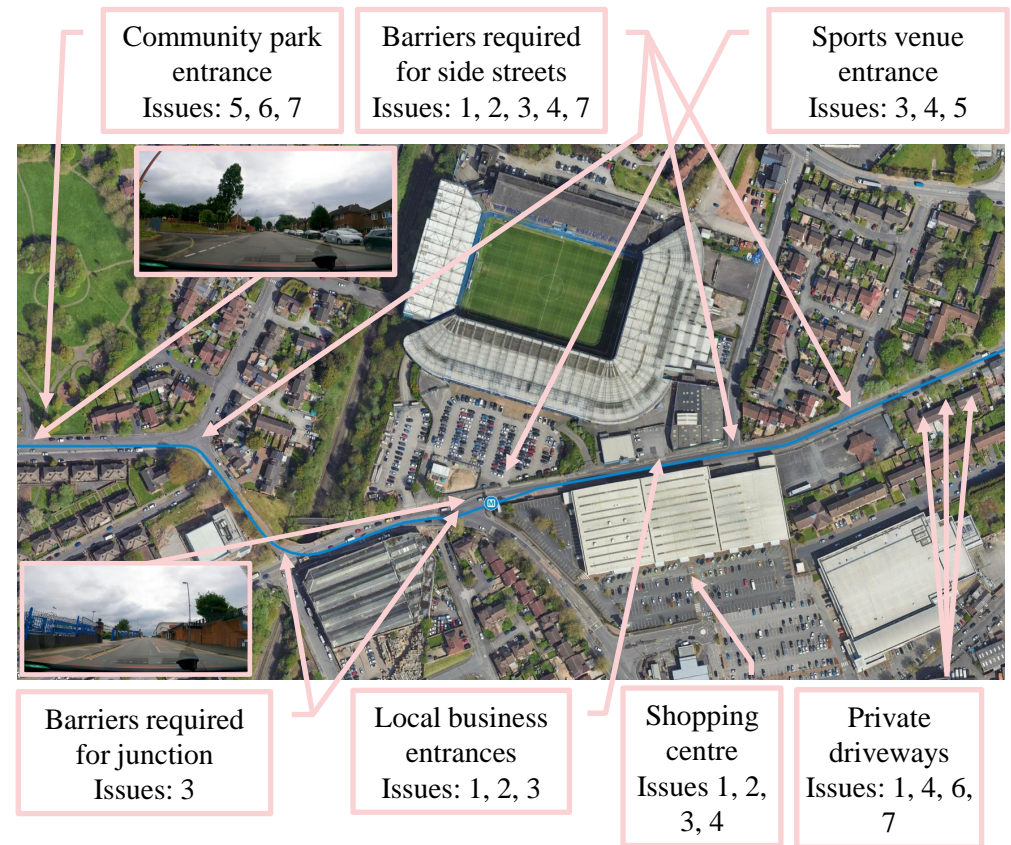 Community park
entrance
Issues: 5, 6, 7
Barriers required
for side streets
Issues: 1, 2, 3, 4, 7
Sports venue
entrance
Issues: 3, 4, 5
M
Barriers required
for junction
Issues: 3
Local business
entrances
Issues: 1, 2, 3
Shopping
centre
Issues 1, 2,
3, 4
Private
driveways
Issues: 1, 4, 6,
7